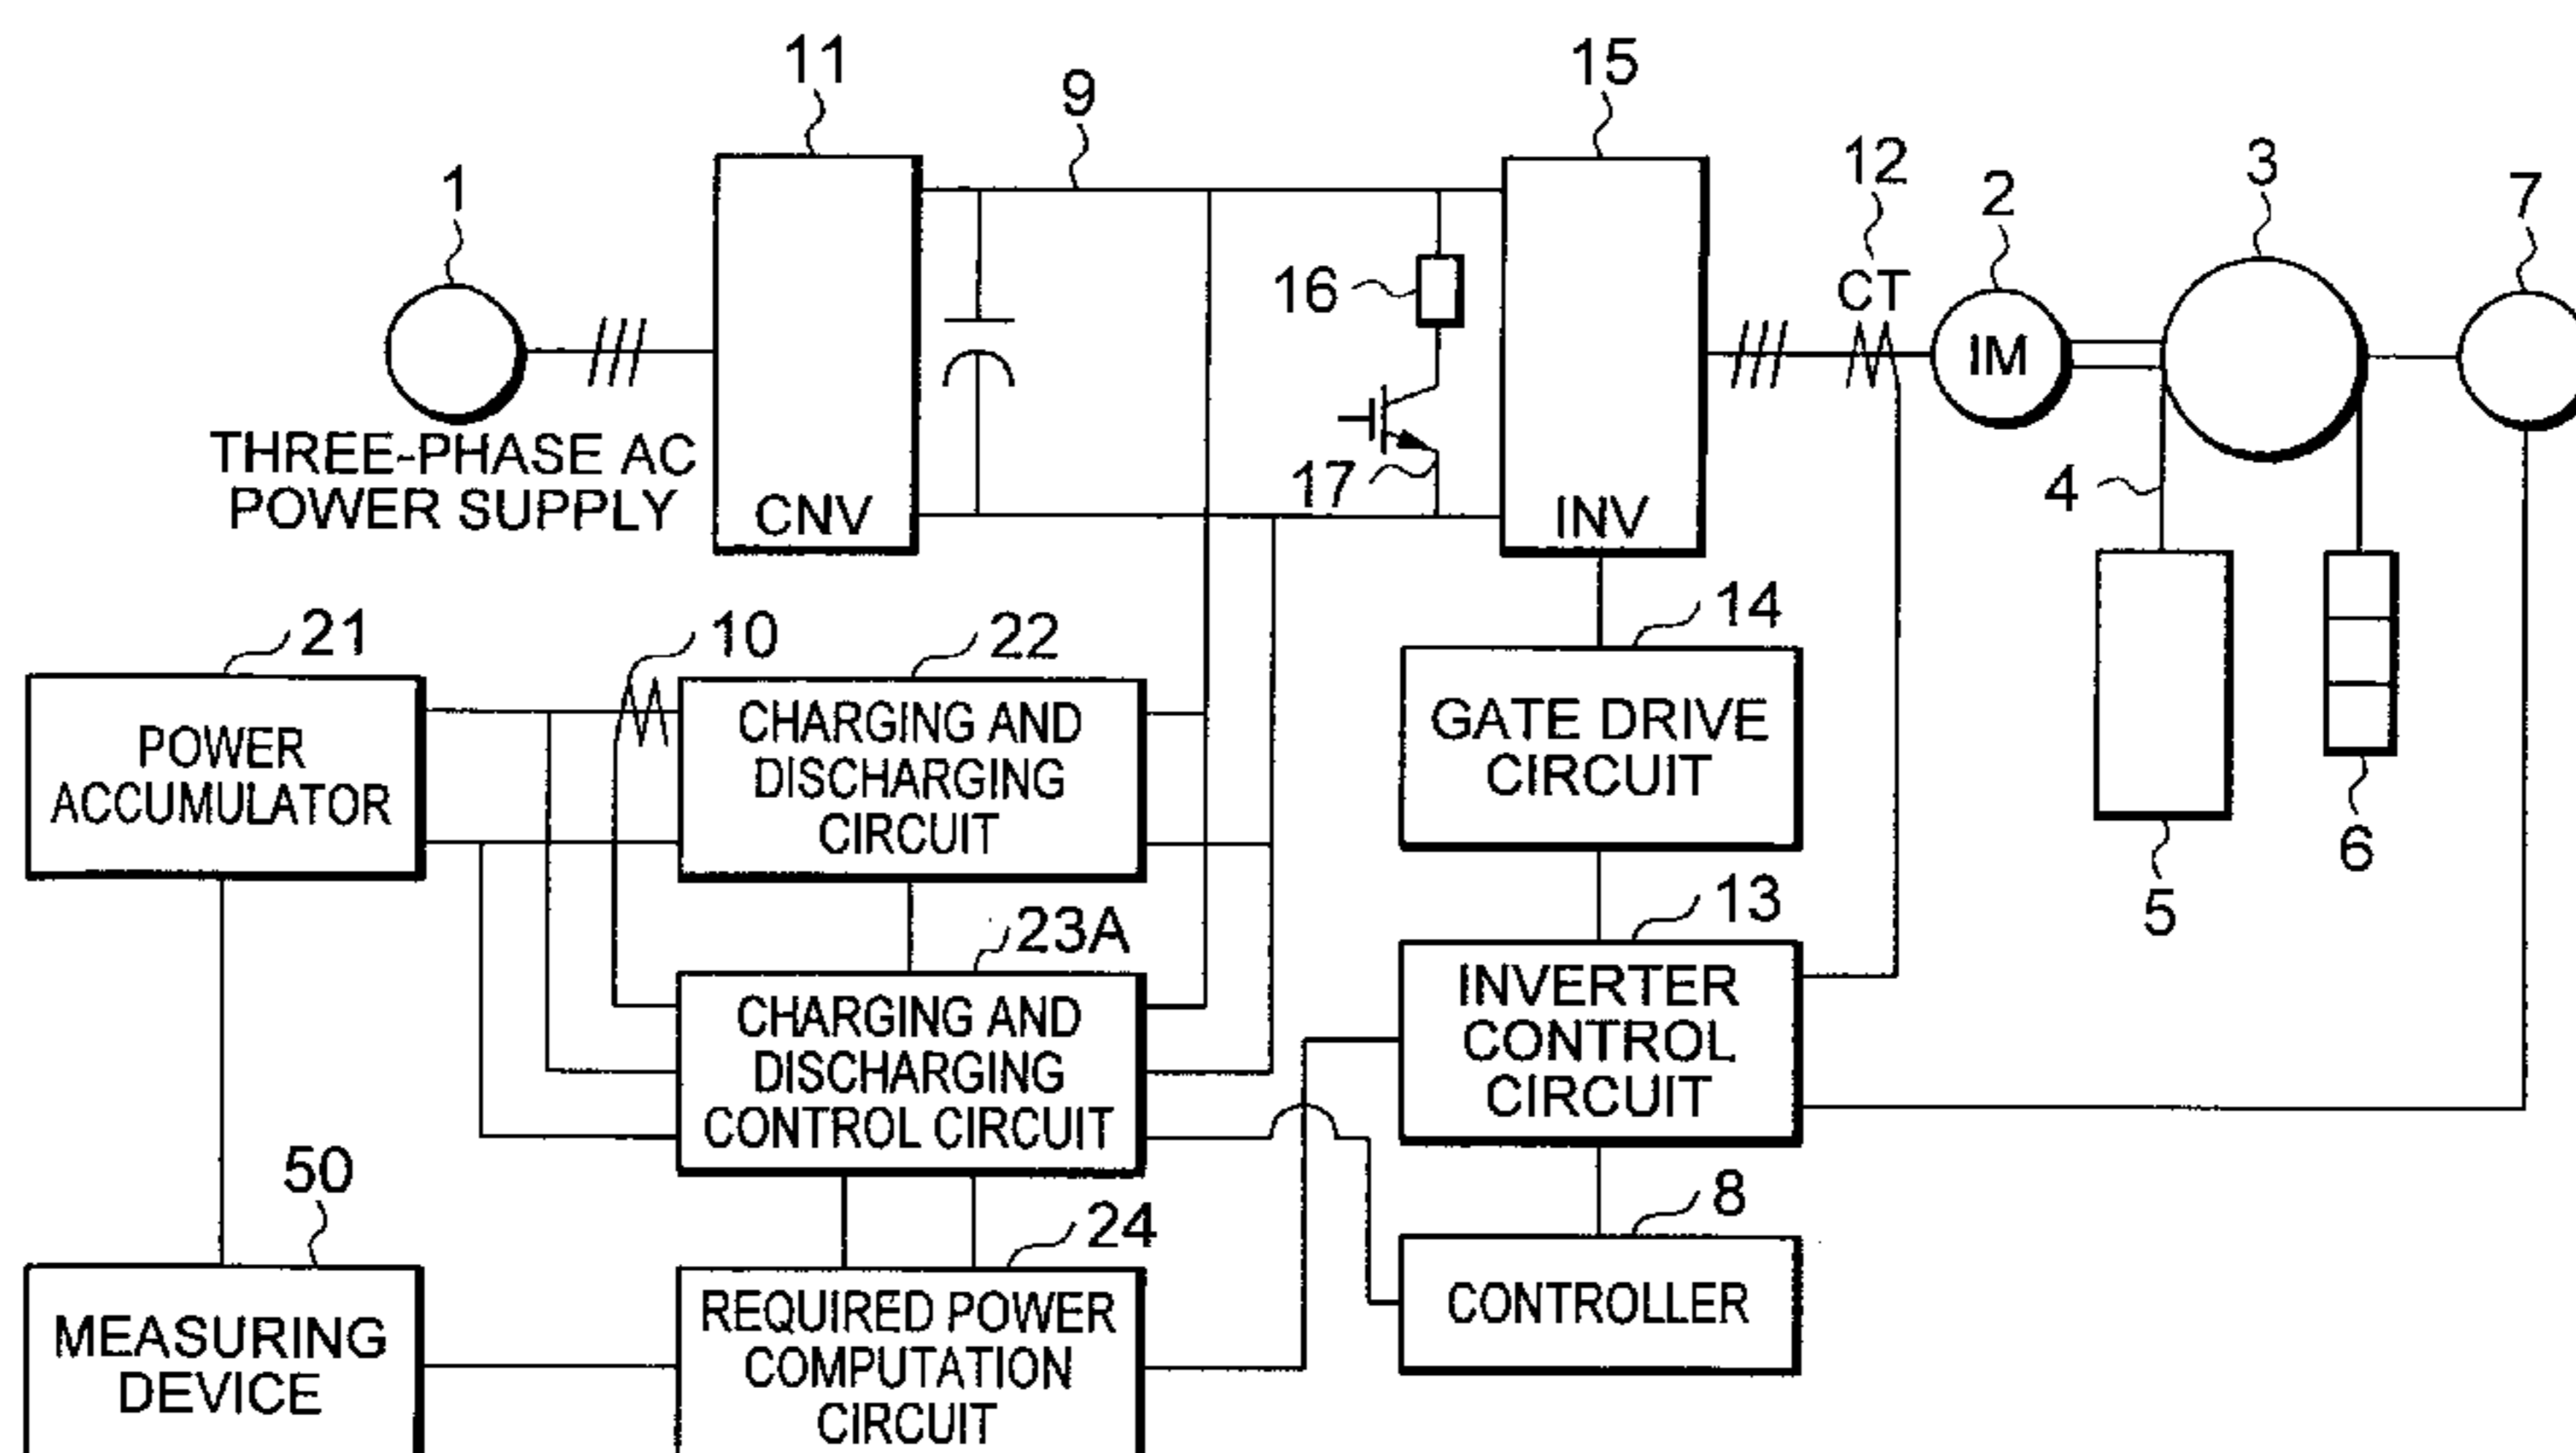 11
15
9
12
3
1
2
7
16
CT
IM
THREE-PHASE AC
POWER SUPPLY
17
4
CNV
INV
21
10
22
14
POWER
ACCUMULATOR
CHARGING AND
DISCHARGING
CIRCUIT
GATE DRIVE
CIRCUIT
6
5
23A
13
CHARGING AND
DISCHARGING
CONTROL CIRCUIT
INVERTER
CONTROL
CIRCUIT
50
24
8
MEASURING
DEVICE
REQUIRED POWER
COMPUTATION
CIRCUIT
CONTROLLER